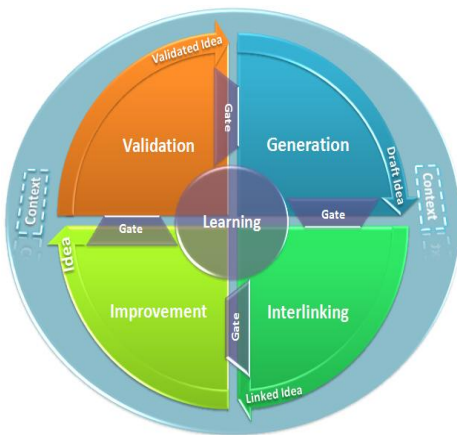 Validated Idea
Gate
Validation
Generation
Draft Idea
Context
Context
Gate
Learning
Gate
Idea
Improvement
Interlinking
Gate
Linked Idea